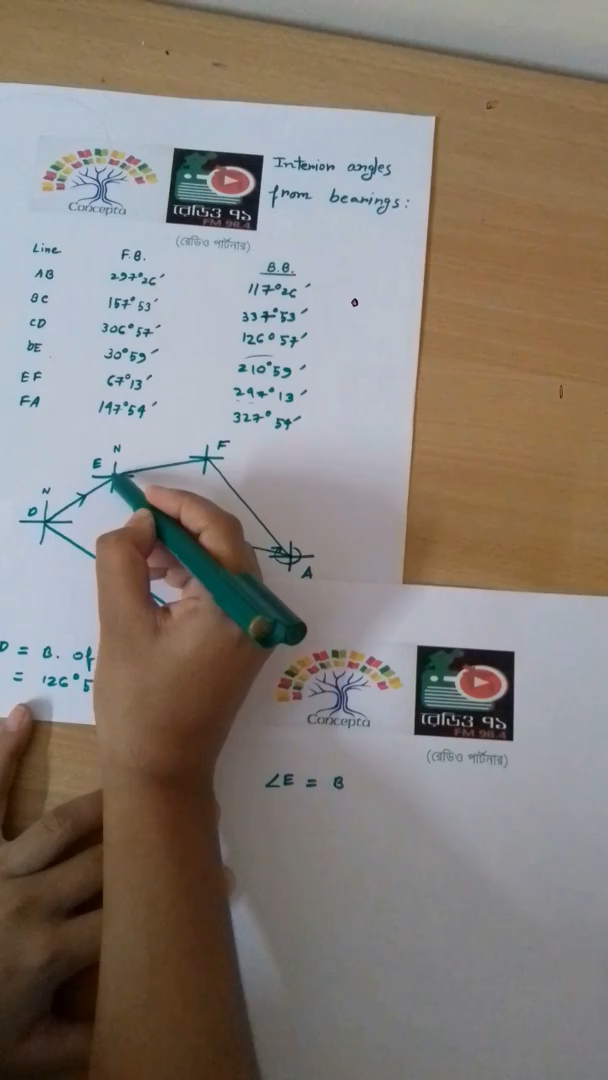 Interior angles
from bearings:
Concepta
রেডিও ৭১
FM 98.4
(রেডিও পার্টনার)
Line F.B. B.B.
AB 297°26′ 117°26′
BC 157°53′ 337°53′
CD 306°57′ 126°57′
DE 30°59′ 210°59′
EF 67°13′ 247°13′
FA 147°54′ 327°54′
N
E
F
N
D
A
D = B. of
= 126°5
Concepta
রেডিও ৭১
FM 98.4
(রেডিও পার্টনার)
∠E = B